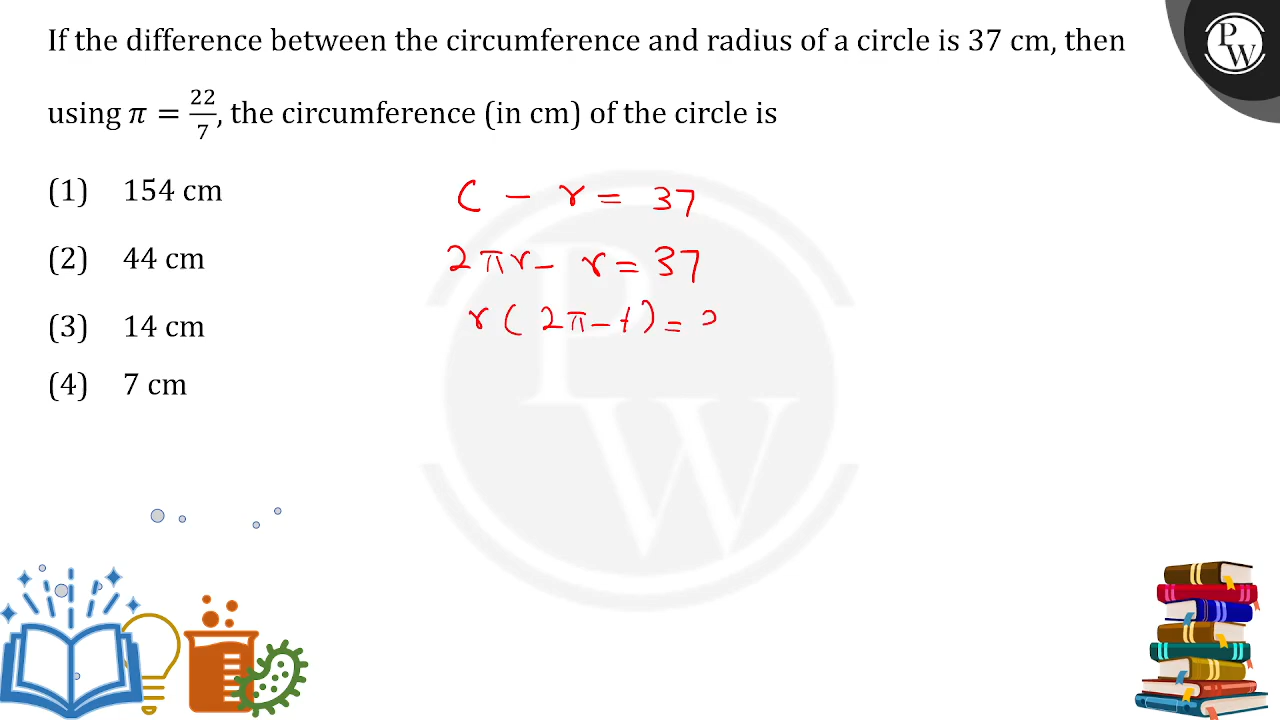 If the difference between the circumference and radius of a circle is 37 cm, then
using π = 22/7, the circumference (in cm) of the circle is
(1) 154 cm
(2) 44 cm
(3) 14 cm
(4) 7 cm
C - r = 37
2πr - r = 37
r(2π - 1) =
PW
PW